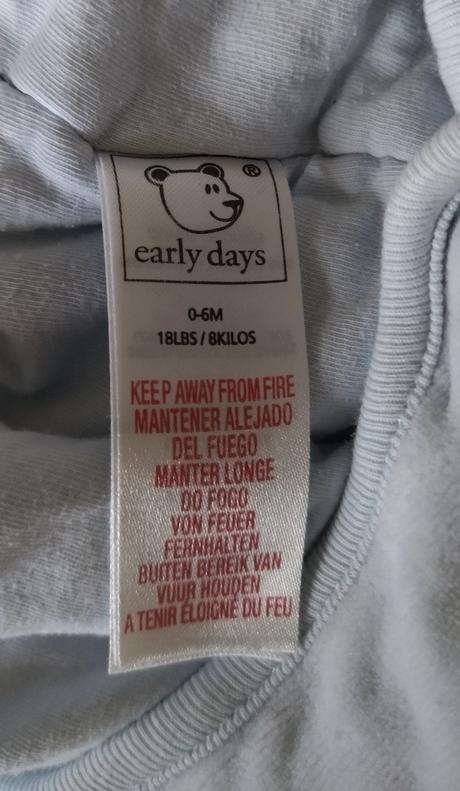 ®
early days
0-6M
18LBS / 8KILOS
KEEP AWAY FROM FIRE
MANTENER ALEJADO
DEL FUEGO
MANTER LONGE
DO FOGO
VON FEUER
FERNHALTEN
BUITEN BEREIK VAN
VUUR HOUDEN
A TENIR ÉLOIGNÉ DU FEU